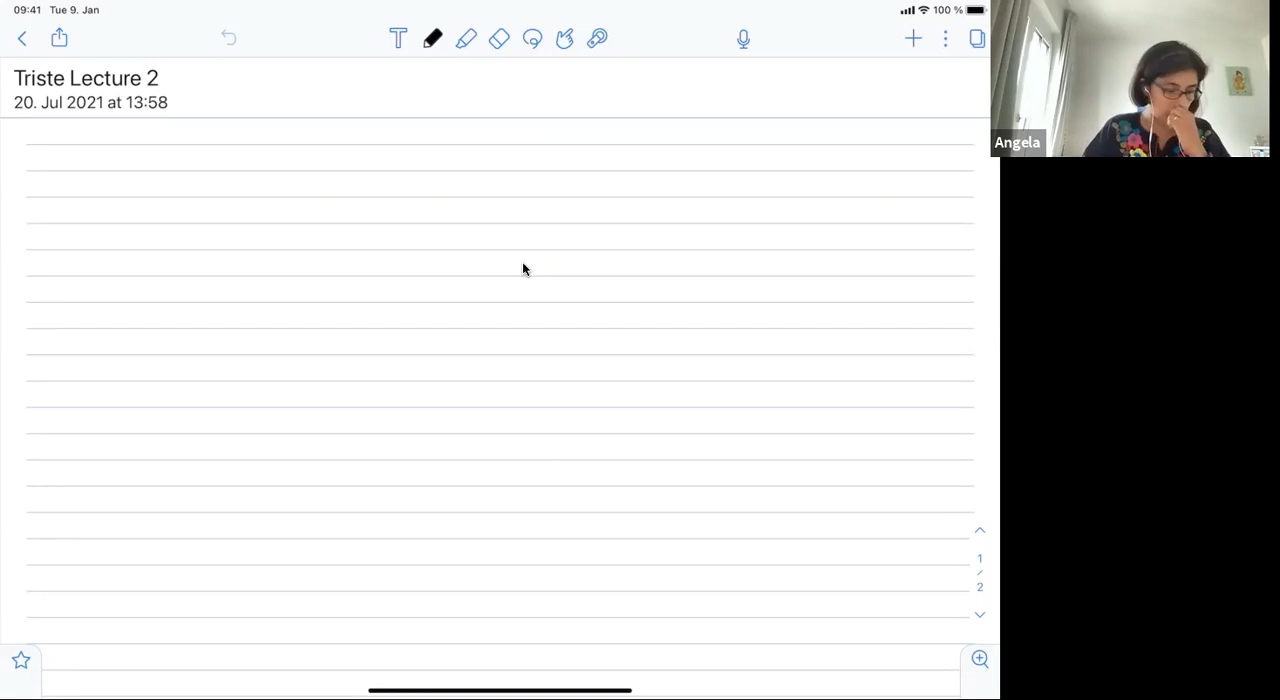 09:41 Tue 9. Jan 100 %
Triste Lecture 2
20. Jul 2021 at 13:58
Angela
1
/
2